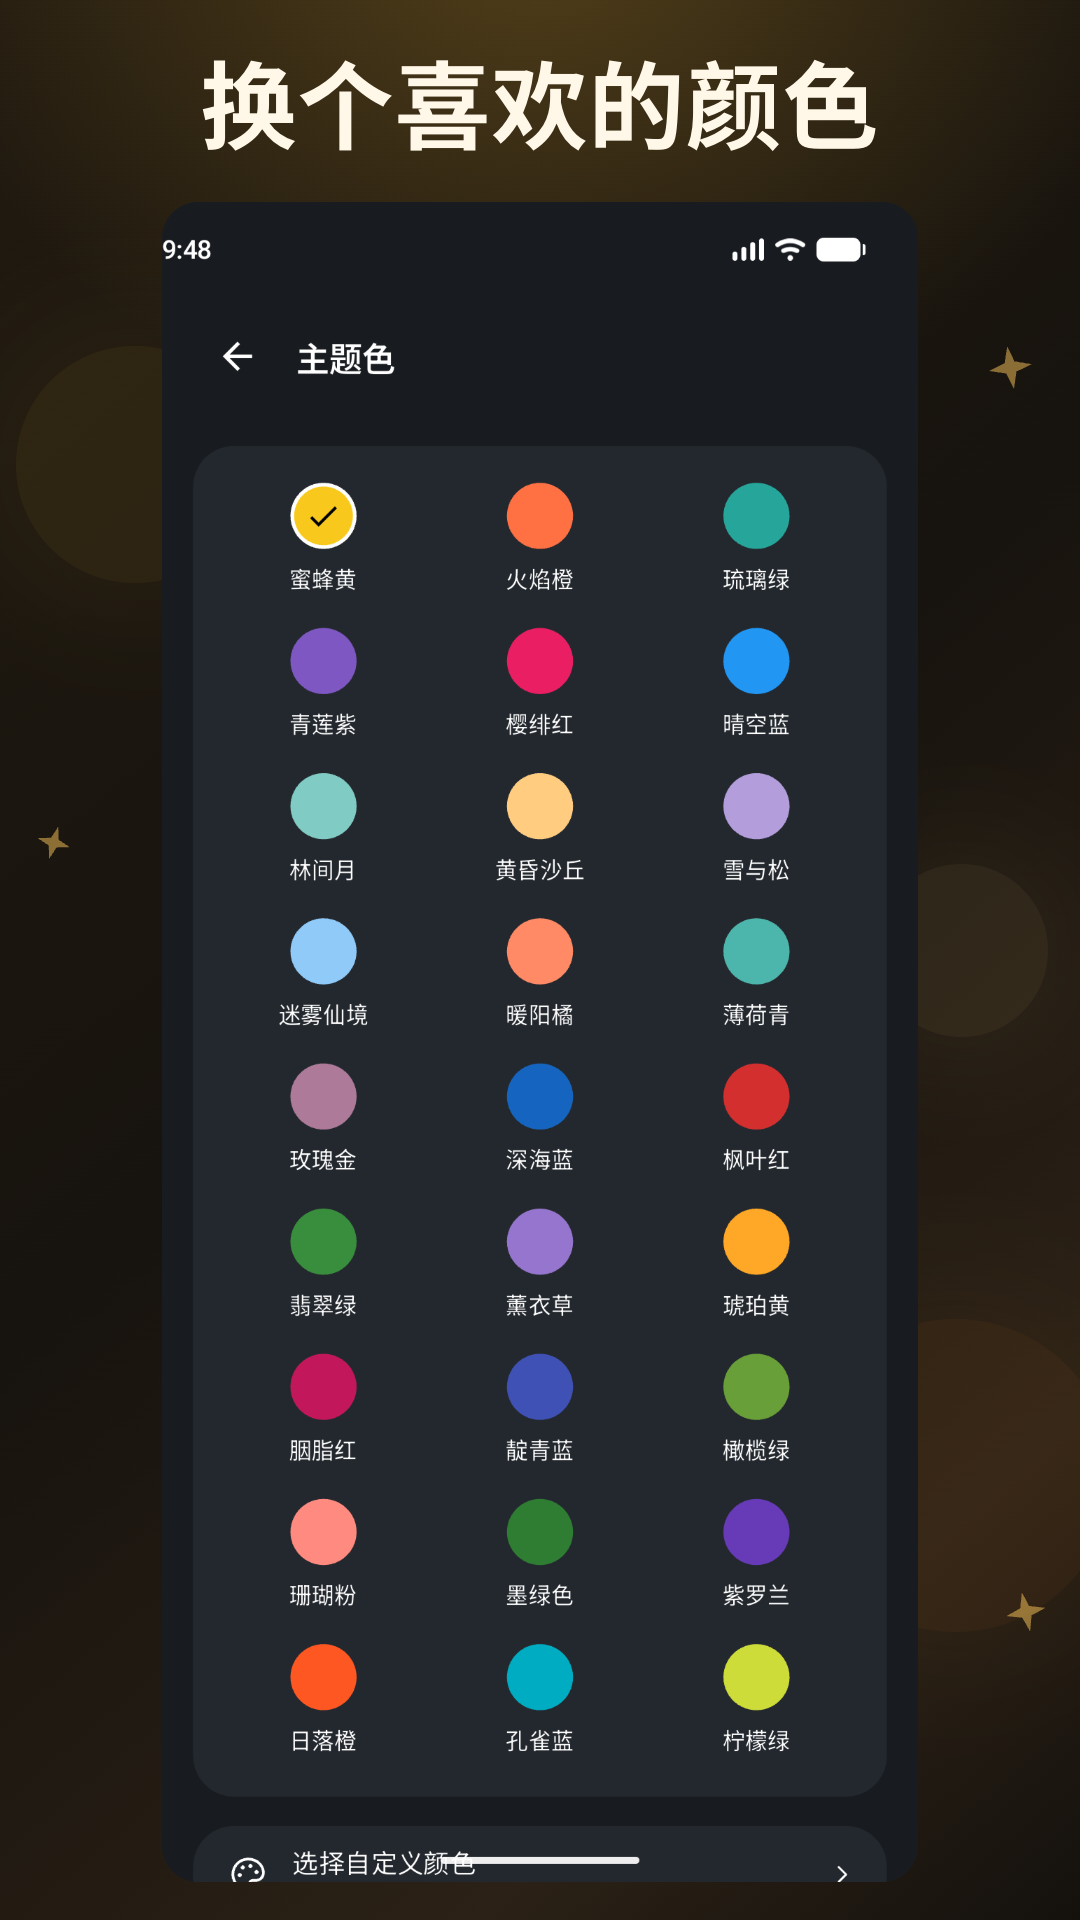 换个喜欢的颜色
9:48
主题色
蜜蜂黄 火焰橙 琉璃绿
青莲紫 樱绯红 晴空蓝
林间月 黄昏沙丘 雪与松
迷雾仙境 暖阳橘 薄荷青
玫瑰金 深海蓝 枫叶红
翡翠绿 薰衣草 琥珀黄
胭脂红 靛青蓝 橄榄绿
珊瑚粉 墨绿色 紫罗兰
日落橙 孔雀蓝 柠檬绿
选择自定义颜色